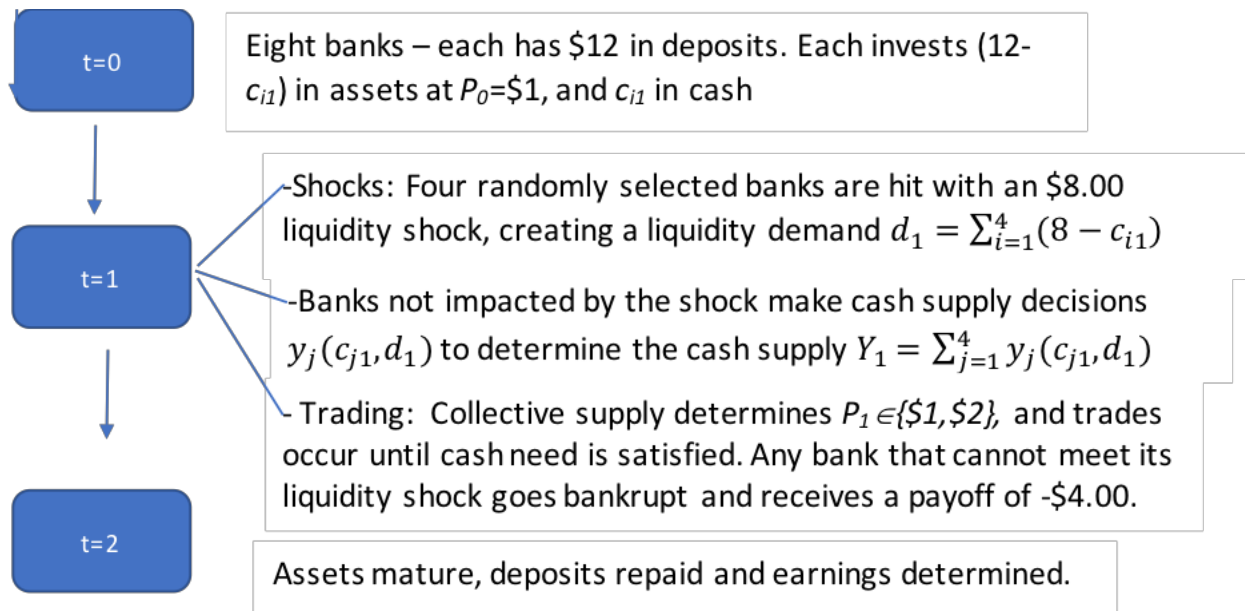 t=0
Eight banks – each has $12 in deposits. Each invests (12-
cᵢ₁) in assets at P₀=$1, and cᵢ₁ in cash
t=1
-Shocks: Four randomly selected banks are hit with an $8.00
liquidity shock, creating a liquidity demand d₁ = ∑⁴ᵢ₌₁(8 − cᵢ₁)
-Banks not impacted by the shock make cash supply decisions
yⱼ(cⱼ₁, d₁) to determine the cash supply Y₁ = ∑⁴ⱼ₌₁ yⱼ(cⱼ₁, d₁)
- Trading: Collective supply determines P₁ ∈{$1,$2}, and trades
occur until cash need is satisfied. Any bank that cannot meet its
liquidity shock goes bankrupt and receives a payoff of -$4.00.
t=2
Assets mature, deposits repaid and earnings determined.